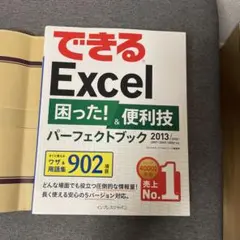 できる
Excel
困った!&便利技
パーフェクトブック 2013/
ワザ&
用語集 902
どんな場面でも役立つ圧倒的な情報量!
長く使える安心の5バージョン対応。
売上
No.1
インプレスジャパン